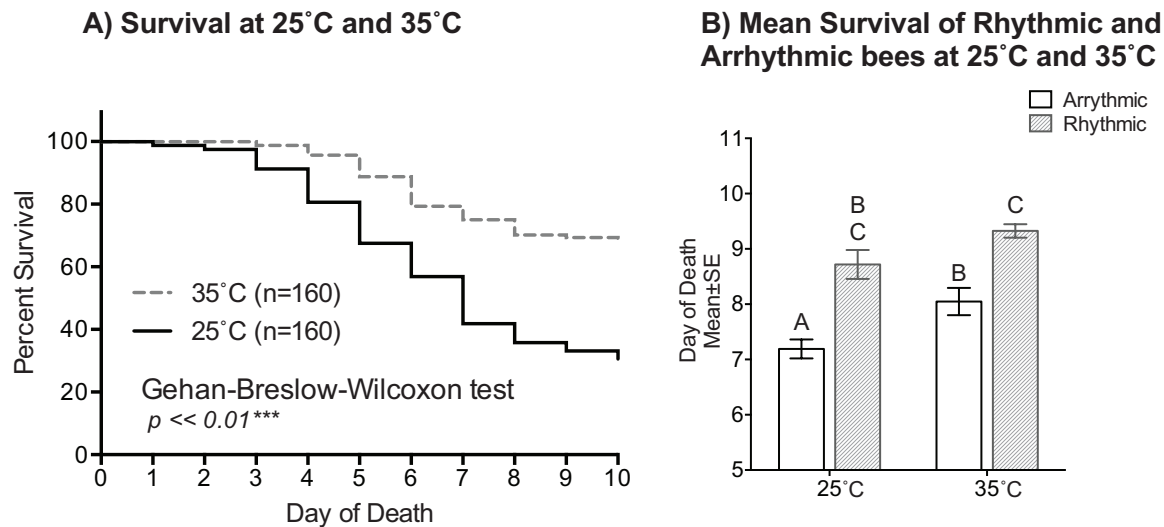 A) Survival at 25˚C and 35˚C
100
80
60
40
20
0
Percent Survival
35˚C (n=160)
25˚C (n=160)
Gehan-Breslow-Wilcoxon test
p << 0.01***
0 1 2 3 4 5 6 7 8 9 10
Day of Death
B) Mean Survival of Rhythmic and
Arrhythmic bees at 25˚C and 35˚C
Arrythmic
Rhythmic
11
10
9
8
7
6
5
Day of Death
Mean±SE
A
B
C
B
C
25˚C 35˚C